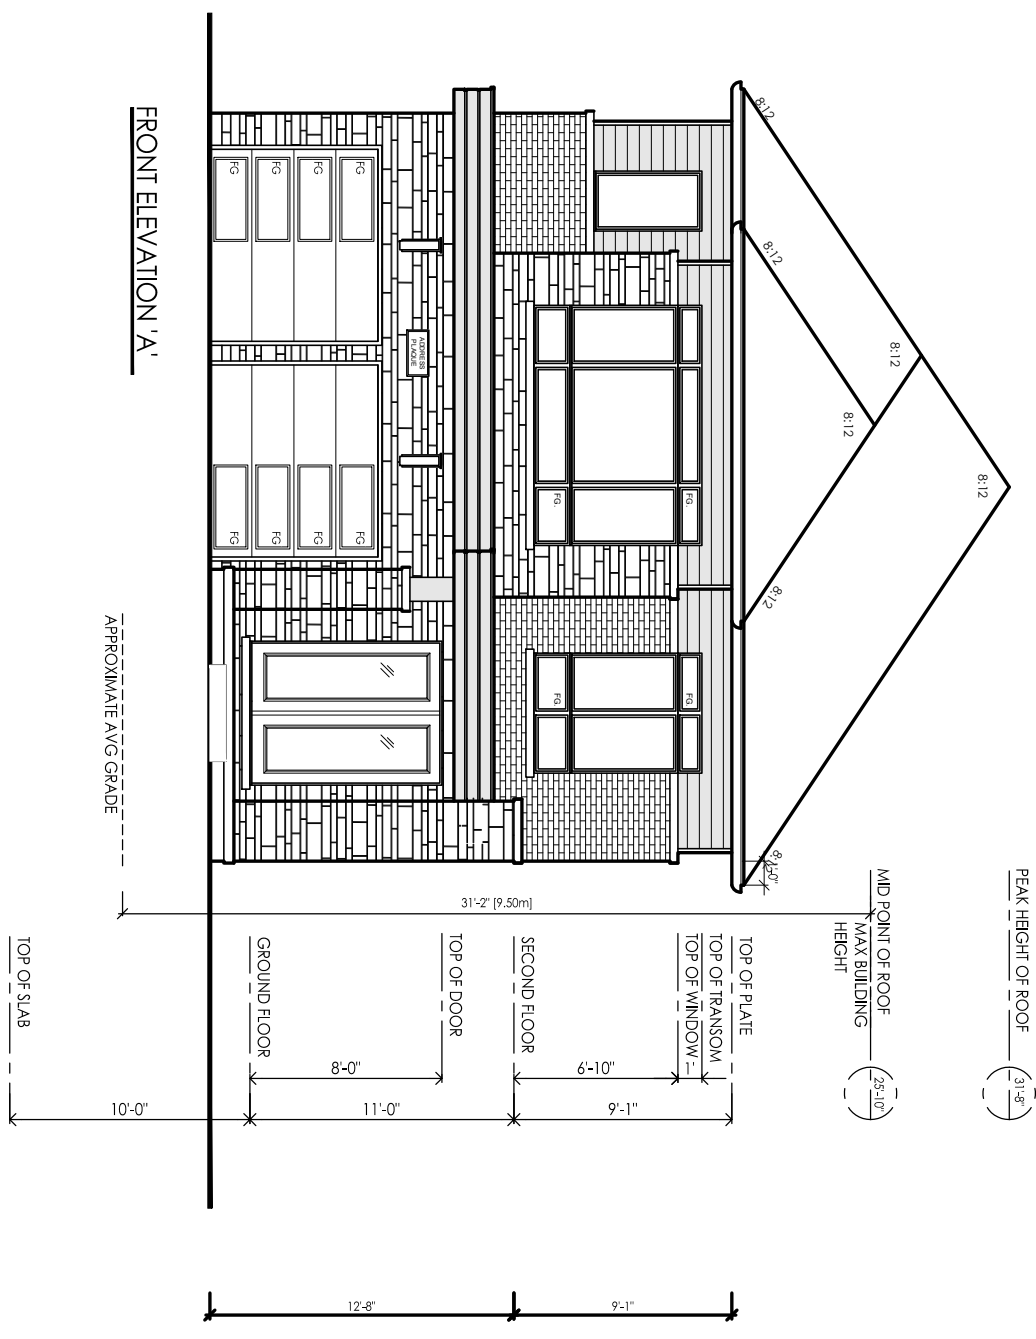 PEAK HEIGHT OF ROOF
31'-8"
MID POINT OF ROOF
MAX BUILDING
HEIGHT
25'-10"
8:12
8:12
8:12
8:12
8:12
8:12
1'-0"
TOP OF PLATE
TOP OF TRANSOM
TOP OF WINDOW
1'
9'-1"
6'-10"
9'-1"
FG.
FG.
FG.
FG.
SECOND FLOOR
31'-2" [9.50m]
TOP OF DOOR
ADDRESS
PLAQUE
8'-0"
11'-0"
12'-8"
FG
FG
FG
FG
FG
FG
FG
FG
GROUND FLOOR
10'-0"
APPROXIMATE AVG GRADE
TOP OF SLAB
FRONT ELEVATION 'A'